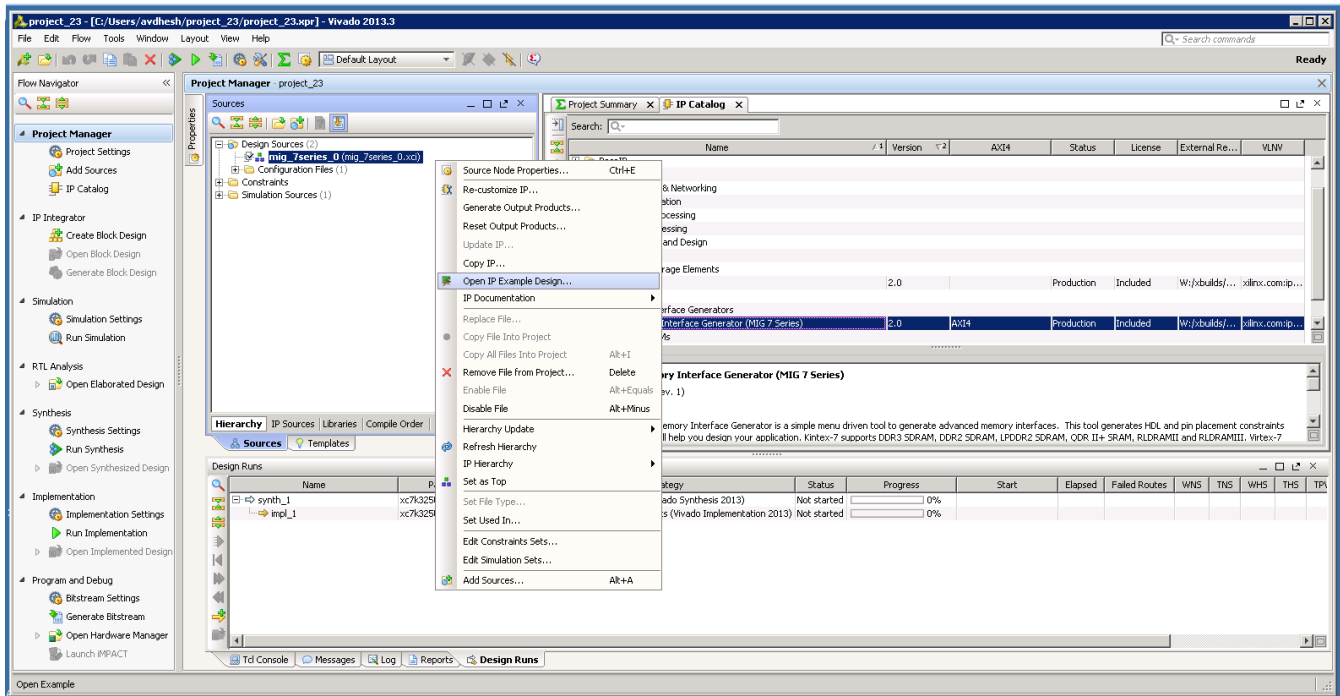 project_23 - [C:/Users/avdhesh/project_23/project_23.xpr] - Vivado 2013.3
File Edit Flow Tools Window Layout View Help
Search commands
Default Layout
Ready
Flow Navigator
Project Manager - project_23
Project Manager
Project Settings
Add Sources
IP Catalog
IP Integrator
Create Block Design
Open Block Design
Generate Block Design
Simulation
Simulation Settings
Run Simulation
RTL Analysis
Open Elaborated Design
Synthesis
Synthesis Settings
Run Synthesis
Open Synthesized Design
Implementation
Implementation Settings
Run Implementation
Open Implemented Design
Program and Debug
Bitstream Settings
Generate Bitstream
Open Hardware Manager
Launch iMPACT
Properties
Sources
Design Sources (2)
mig_7series_0 (mig_7series_0.xci)
Configuration Files (1)
Constraints
Simulation Sources (1)
Hierarchy IP Sources Libraries Compile Order
Sources Templates
Source Node Properties... Ctrl+E
Re-customize IP...
Generate Output Products...
Reset Output Products...
Update IP...
Copy IP...
Open IP Example Design...
IP Documentation
Replace File...
Copy File Into Project
Copy All Files Into Project Alt+I
Remove File from Project... Delete
Enable File Alt+Equals
Disable File Alt+Minus
Hierarchy Update
Refresh Hierarchy
IP Hierarchy
Set as Top
Set File Type...
Set Used In...
Edit Constraints Sets...
Edit Simulation Sets...
Add Sources... Alt+A
Project Summary IP Catalog
Search:
Name 1 Version 2 AXI4 Status License External Re... VLNV
& Networking
and Design
rage Elements
2.0 Production Included W:/xbuilds/... xilinx.com:ip...
erface Generators
Interface Generator (MIG 7 Series) 2.0 AXI4 Production Included W:/xbuilds/... xilinx.com:ip...
ry Interface Generator (MIG 7 Series)
ev. 1)
emory Interface Generator is a simple menu driven tool to generate advanced memory interfaces. This tool generates HDL and pin placement constraints
ll help you design your application. Kintex-7 supports DDR3 SDRAM, DDR2 SDRAM, LPDDR2 SDRAM, QDR II+ SRAM, RLDRAMII and RLDRAMIII. Virtex-7
Design Runs
Name P ategy Status Progress Start Elapsed Failed Routes WNS TNS WHS THS TPW
synth_1 xc7k325 ado Synthesis 2013) Not started 0%
impl_1 xc7k325 s (Vivado Implementation 2013) Not started 0%
Tcl Console Messages Log Reports Design Runs
Open Example